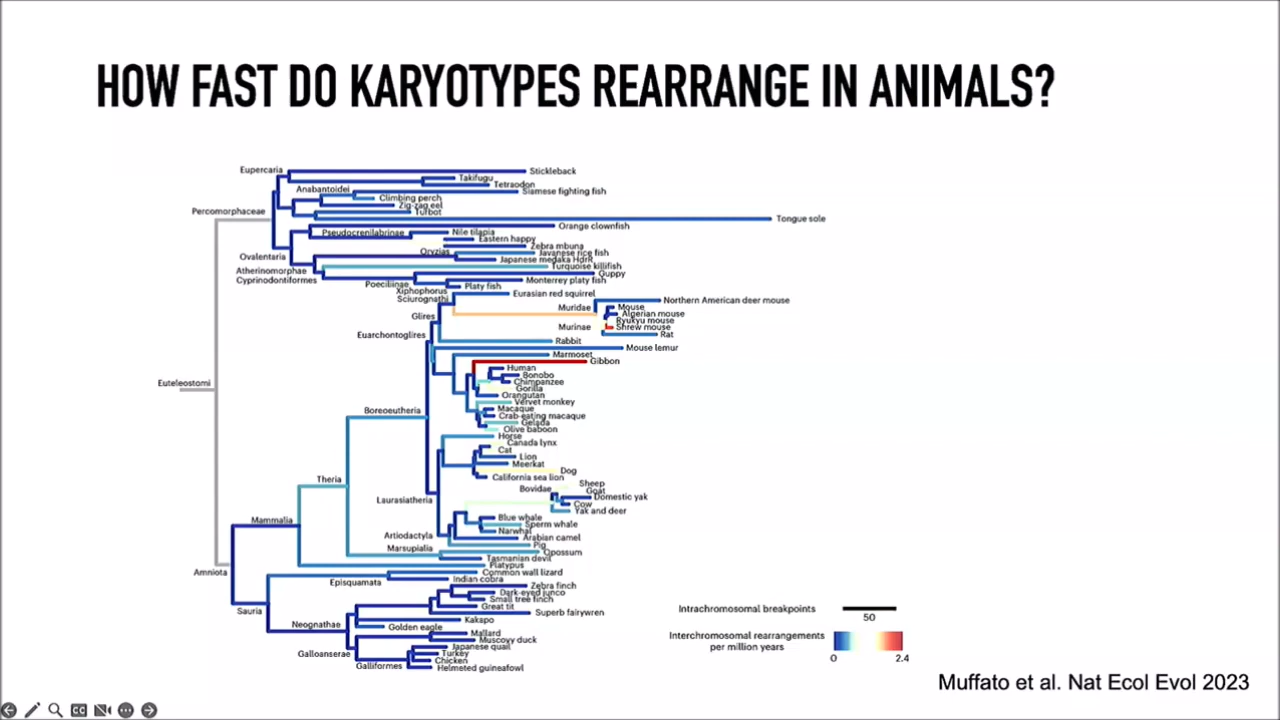 HOW FAST DO KARYOTYPES REARRANGE IN ANIMALS?
Eupercaria
Stickleback
Takifugu
Tetraodon
Anabantoidei
Siamese fighting fish
Climbing perch
Zig-zag eel
Percomorphaceae
Turbot
Tongue sole
Orange clownfish
Pseudocrenilabrinae
Nile tilapia
Eastern happy
Zebra mbuna
Oryzias
Javanese rice fish
Ovalentaria
Japanese medaka HdrR
Turquoise killifish
Atherinomorphae
Guppy
Cyprinodontiformes
Monterrey platy fish
Poeciliinae
Platy fish
Xiphophorus
Eurasian red squirrel
Sciurognathi
Northern American deer mouse
Muridae
Mouse
Algerian mouse
Glires
Ryukyu mouse
Murinae
Shrew mouse
Euarchontoglires
Rat
Rabbit
Mouse lemur
Marmoset
Gibbon
Human
Bonobo
Chimpanzee
Euteleostomi
Gorilla
Orangutan
Vervet monkey
Boreoeutheria
Macaque
Crab-eating macaque
Gelada
Olive baboon
Horse
Canada lynx
Cat
Lion
Meerkat
Dog
California sea lion
Theria
Sheep
Bovidae
Goat
Domestic yak
Laurasiatheria
Cow
Yak and deer
Blue whale
Mammalia
Sperm whale
Narwhal
Artiodactyla
Arabian camel
Pig
Marsupialia
Opossum
Tasmanian devil
Platypus
Amniota
Common wall lizard
Episquamata
Indian cobra
Zebra finch
Dark-eyed junco
Small tree finch
Great tit
Sauria
Superb fairywren
Kakapo
Neognathae
Golden eagle
Mallard
Muscovy duck
Japanese quail
Galloanserae
Turkey
Chicken
Galliformes
Helmeted guineafowl
Intrachromosomal breakpoints
50
Interchromosomal rearrangements
per million years
0
2.4
Muffato et al. Nat Ecol Evol 2023
CC